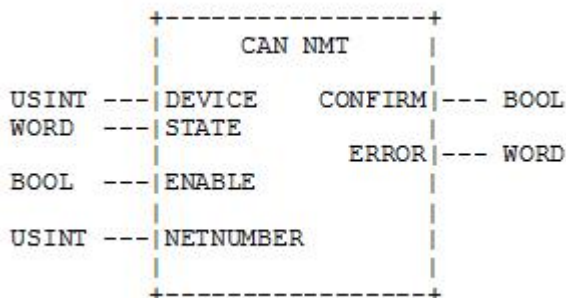 CAN NMT
USINT ---|DEVICE CONFIRM|--- BOOL
WORD ---|STATE
ERROR|--- WORD
BOOL ---|ENABLE
USINT ---|NETNUMBER